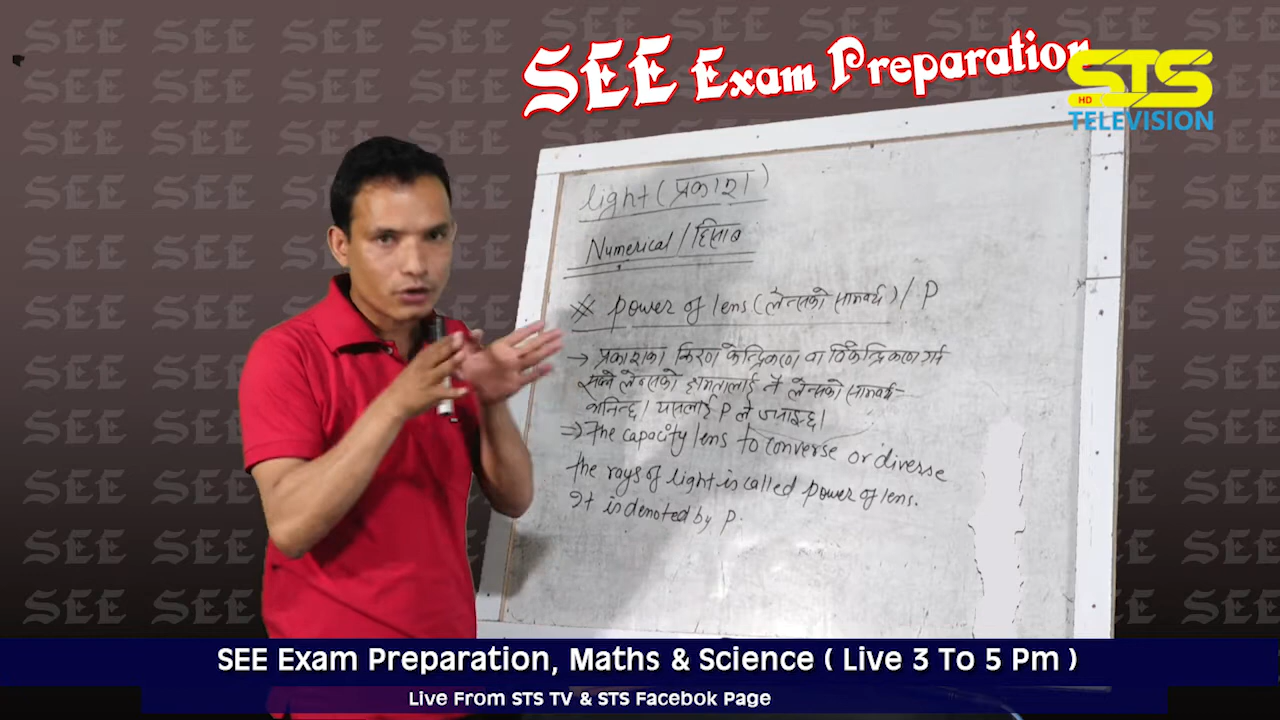 SEE Exam Preparation
HD STS
TELEVISION
light (प्रकाश)
Numerical / हिसाब
* power of lens (लेन्सको सामर्थ्य) / P
→ प्रकाशका किरण केन्द्रिकरण वा विकेन्द्रिकरण गर्न
सक्ने लेन्सको क्षमतालाई नै लेन्सको सामर्थ्य
भनिन्छ। यसलाई P ले जनाइन्छ।
⇒ The capacity lens to converse or diverse
the rays of light is called power of lens.
It is denoted by P.
SEE Exam Preparation, Maths & Science ( Live 3 To 5 Pm )
Live From STS TV & STS Facebok Page